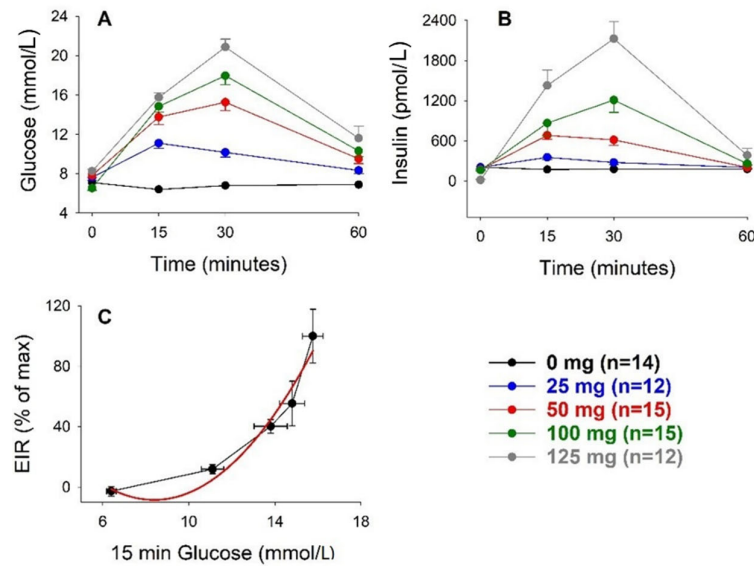 A
Glucose (mmol/L)
24
20
16
12
8
4
0 15 30 60
Time (minutes)
B
Insulin (pmol/L)
2400
1800
1200
600
0
0 15 30 60
Time (minutes)
C
EIR (% of max)
120
80
40
0
6 10 14 18
15 min Glucose (mmol/L)
0 mg (n=14)
25 mg (n=12)
50 mg (n=15)
100 mg (n=15)
125 mg (n=12)